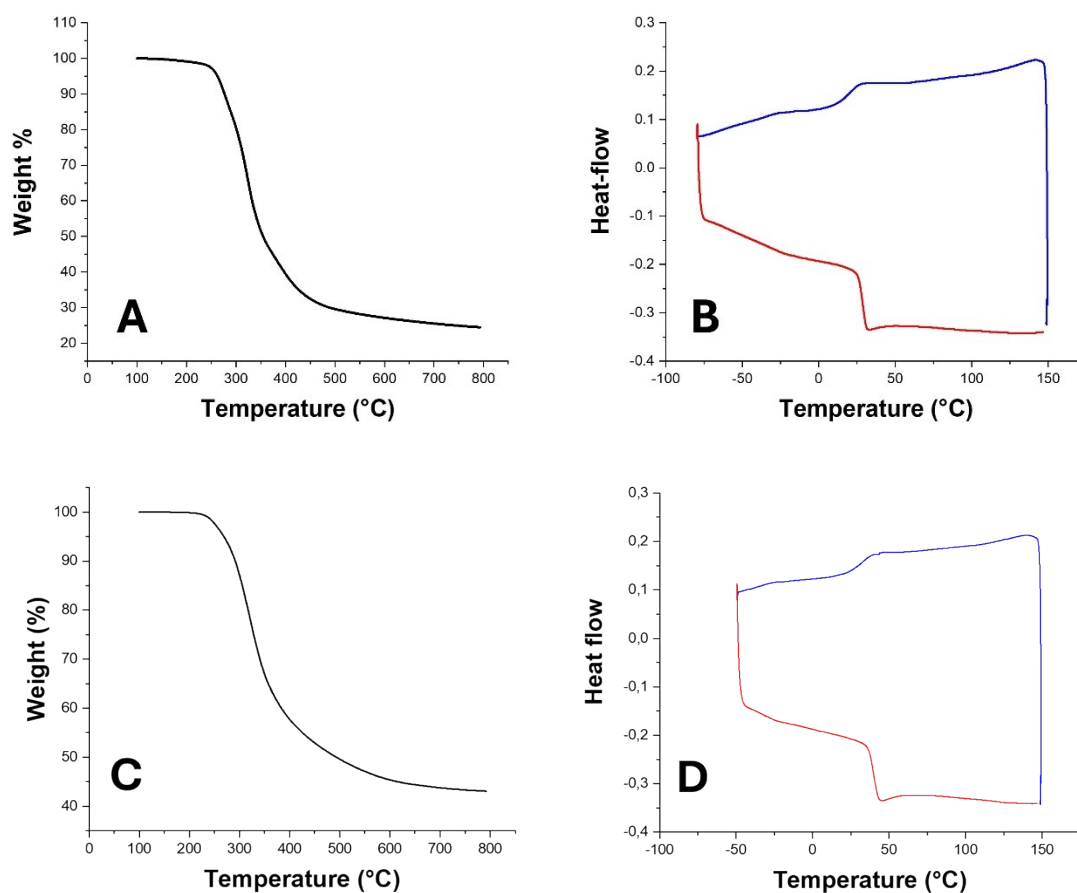 110
100
90
80
70
60
50
40
30
20
Weight %
A
0 100 200 300 400 500 600 700 800
Temperature (°C)
0.3
0.2
0.1
0.0
-0.1
-0.2
-0.3
-0.4
Heat-flow
B
-100 -50 0 50 100 150
Temperature (°C)
100
90
80
70
60
50
40
Weight (%)
C
0 100 200 300 400 500 600 700 800
Temperature (°C)
0,3
0,2
0,1
0,0
-0,1
-0,2
-0,3
-0,4
Heat flow
D
-100 -50 0 50 100 150
Temperature (°C)